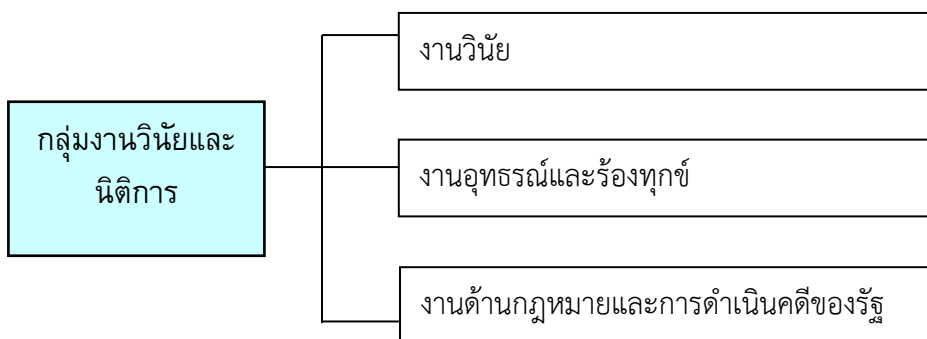 กลุ่มงานวินัยและ
นิติการ
งานวินัย
งานอุทธรณ์และร้องทุกข์
งานด้านกฎหมายและการดำเนินคดีของรัฐ